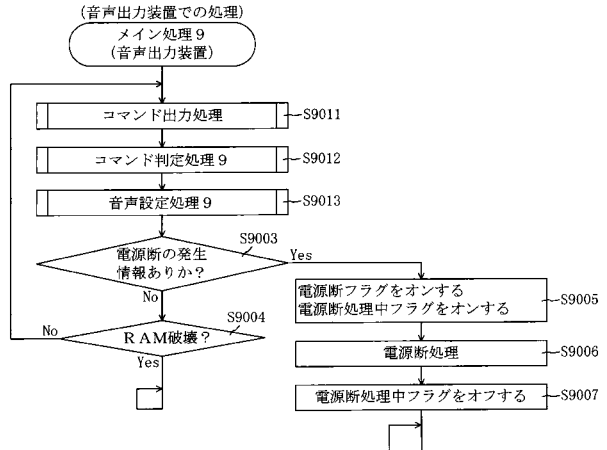 (音声出力装置での処理)
メイン処理９
(音声出力装置)
コマンド出力処理
S9011
コマンド判定処理９
S9012
音声設定処理９
S9013
電源断の発生
情報ありか？
S9003
Yes
No
ＲＡＭ破壊？
S9004
No
Yes
電源断フラグをオンする
電源断処理中フラグをオンする
S9005
電源断処理
S9006
電源断処理中フラグをオフする
S9007